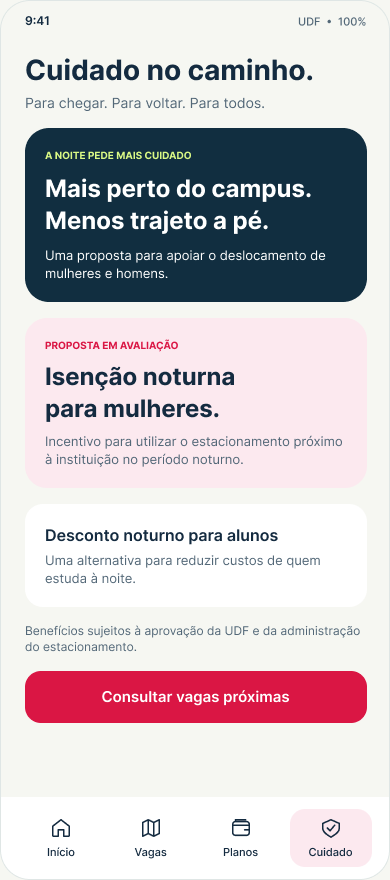 9:41
UDF • 100%
Cuidado no caminho.
Para chegar. Para voltar. Para todos.
A NOITE PEDE MAIS CUIDADO
Mais perto do campus.
Menos trajeto a pé.
Uma proposta para apoiar o deslocamento de
mulheres e homens.
PROPOSTA EM AVALIAÇÃO
Isenção noturna
para mulheres.
Incentivo para utilizar o estacionamento próximo
à instituição no período noturno.
Desconto noturno para alunos
Uma alternativa para reduzir custos de quem
estuda à noite.
Benefícios sujeitos à aprovação da UDF e da administração
do estacionamento.
Consultar vagas próximas
Início
Vagas
Planos
Cuidado